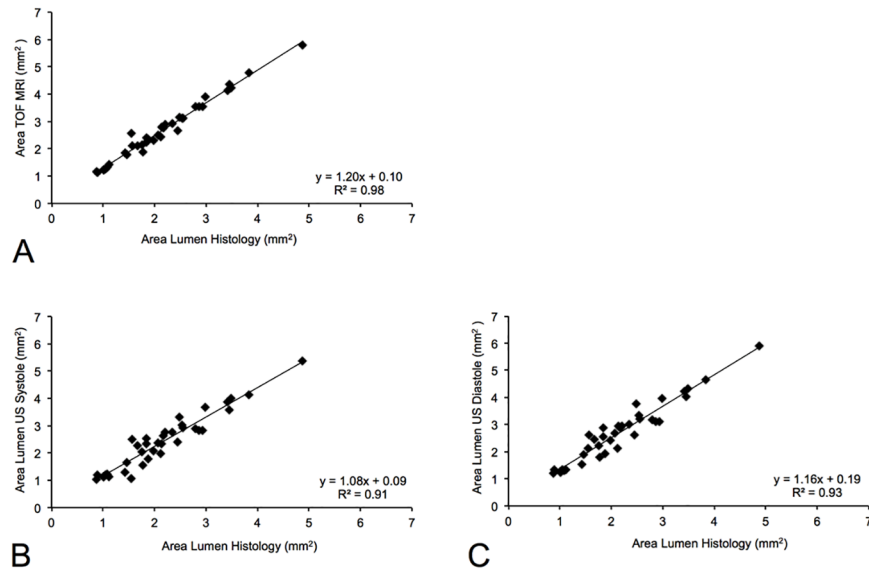 7
6
5
4
3
2
1
0
Area TOF MRI (mm²)
y = 1.20x + 0.10
R² = 0.98
0 1 2 3 4 5 6 7
Area Lumen Histology (mm²)
A
7
6
5
4
3
2
1
0
Area Lumen US Systole (mm²)
y = 1.08x + 0.09
R² = 0.91
0 1 2 3 4 5 6 7
Area Lumen Histology (mm²)
B
7
6
5
4
3
2
1
0
Area Lumen US Diastole (mm² )
y = 1.16x + 0.19
R² = 0.93
0 1 2 3 4 5 6 7
Area Lumen Histology (mm²)
C